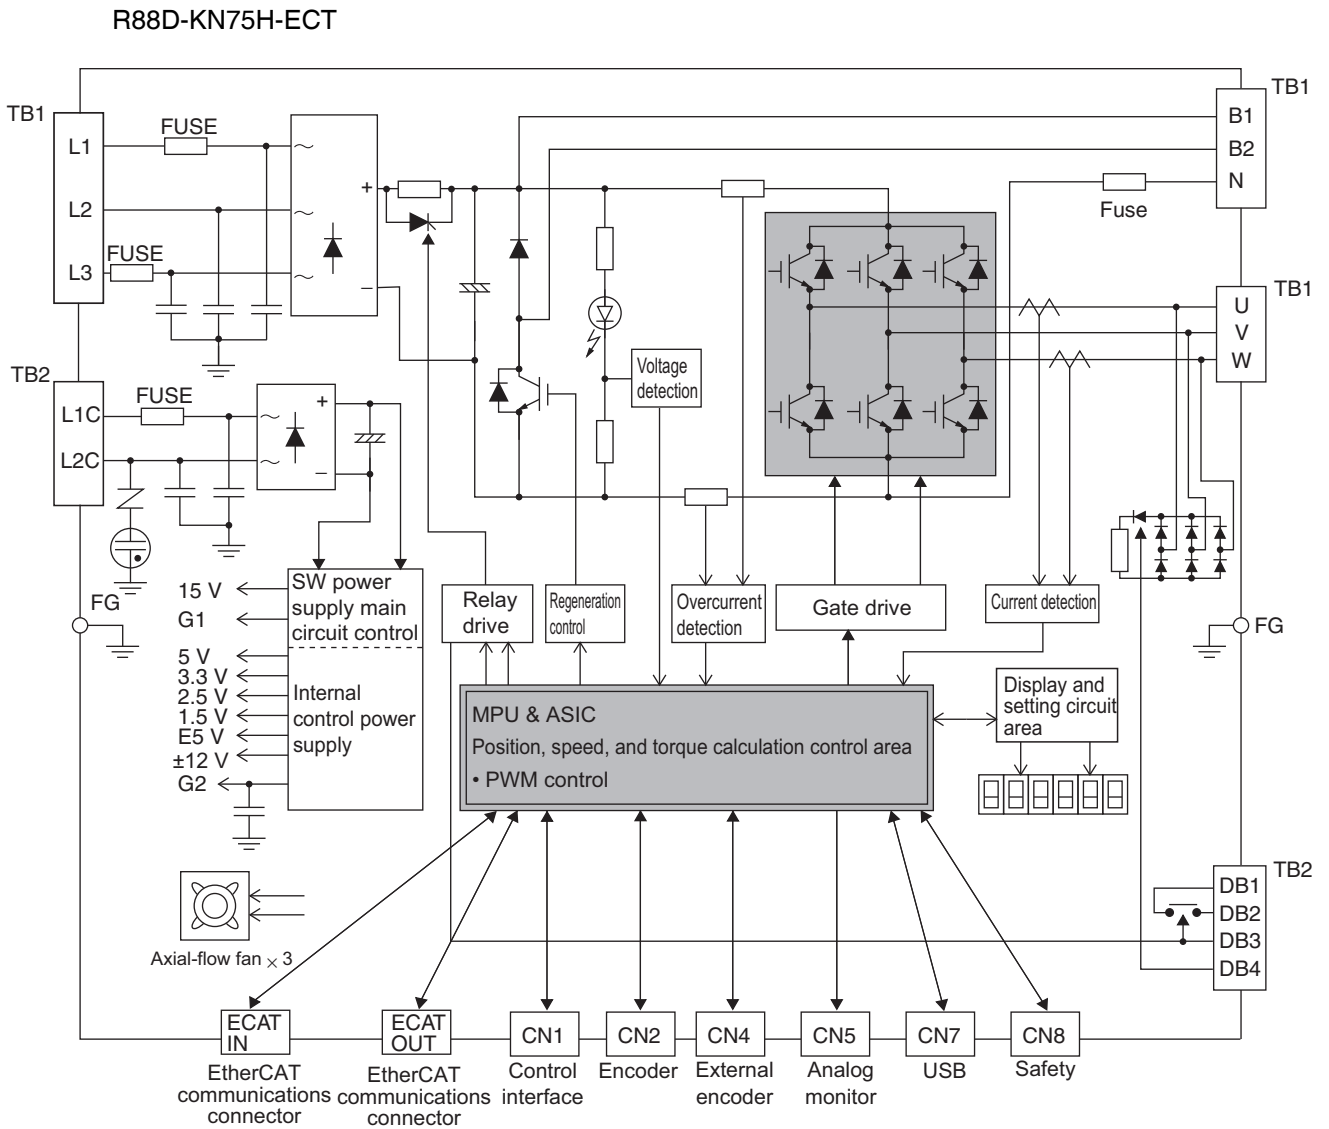 R88D-KN75H-ECT
TB1
L1
FUSE
L2
FUSE
L3
+
−
TB1
B1
B2
N
Fuse
TB1
U
V
W
TB2
L1C
FUSE
L2C
+
−
Voltage
detection
FG
15 V
G1
5 V
3.3 V
2.5 V
1.5 V
E5 V
±12 V
G2
SW power
supply main
circuit control
Internal
control power
supply
Relay
drive
Regeneration
control
Overcurrent
detection
Gate drive
Current detection
FG
MPU & ASIC
Position, speed, and torque calculation control area
• PWM control
Display and
setting circuit
area
Axial-flow fan × 3
TB2
DB1
DB2
DB3
DB4
ECAT
IN
EtherCAT
communications
connector
ECAT
OUT
EtherCAT
communications
connector
CN1
Control
interface
CN2
Encoder
CN4
External
encoder
CN5
Analog
monitor
CN7
USB
CN8
Safety